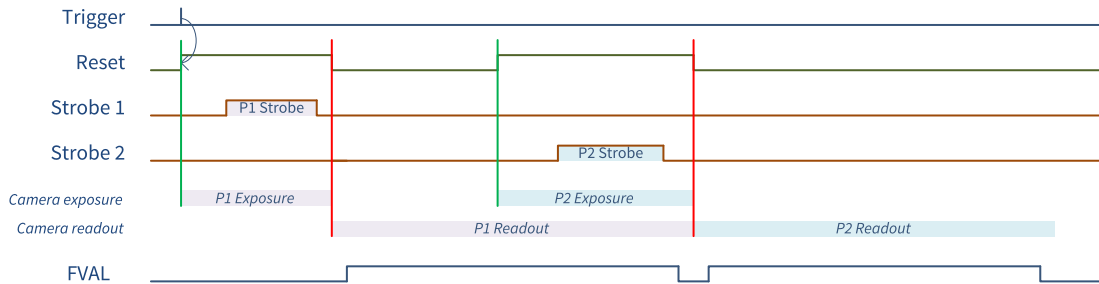 Trigger
Reset
Strobe 1
P1 Strobe
Strobe 2
P2 Strobe
Camera exposure
P1 Exposure
P2 Exposure
Camera readout
P1 Readout
P2 Readout
FVAL